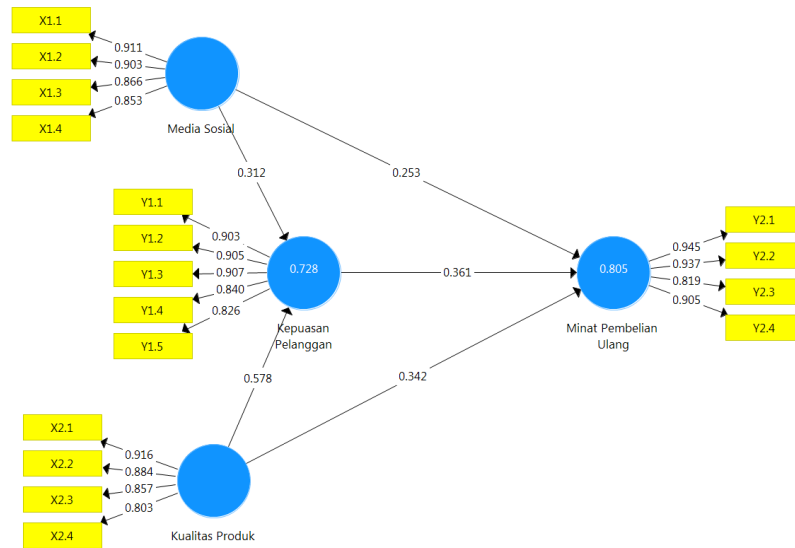 X1.1
X1.2
X1.3
X1.4
0.911
0.903
0.866
0.853
Media Sosial
0.312
0.253
Y1.1
Y1.2
Y1.3
Y1.4
Y1.5
0.903
0.905
0.907
0.840
0.826
0.728
Kepuasan
Pelanggan
0.361
0.805
Minat Pembelian
Ulang
0.945
0.937
0.819
0.905
Y2.1
Y2.2
Y2.3
Y2.4
0.578
0.342
X2.1
X2.2
X2.3
X2.4
0.916
0.884
0.857
0.803
Kualitas Produk